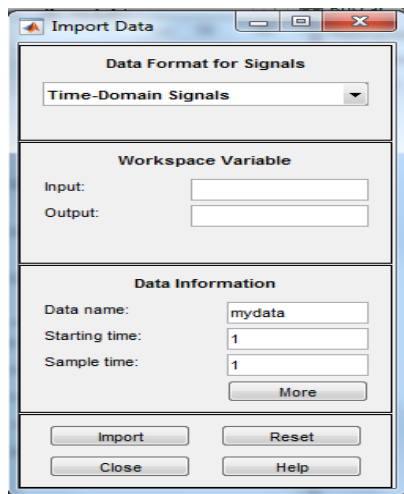 Import Data
Data Format for Signals
Time-Domain Signals
Workspace Variable
Input:
Output:
Data Information
Data name: mydata
Starting time: 1
Sample time: 1
More
Import Reset
Close Help